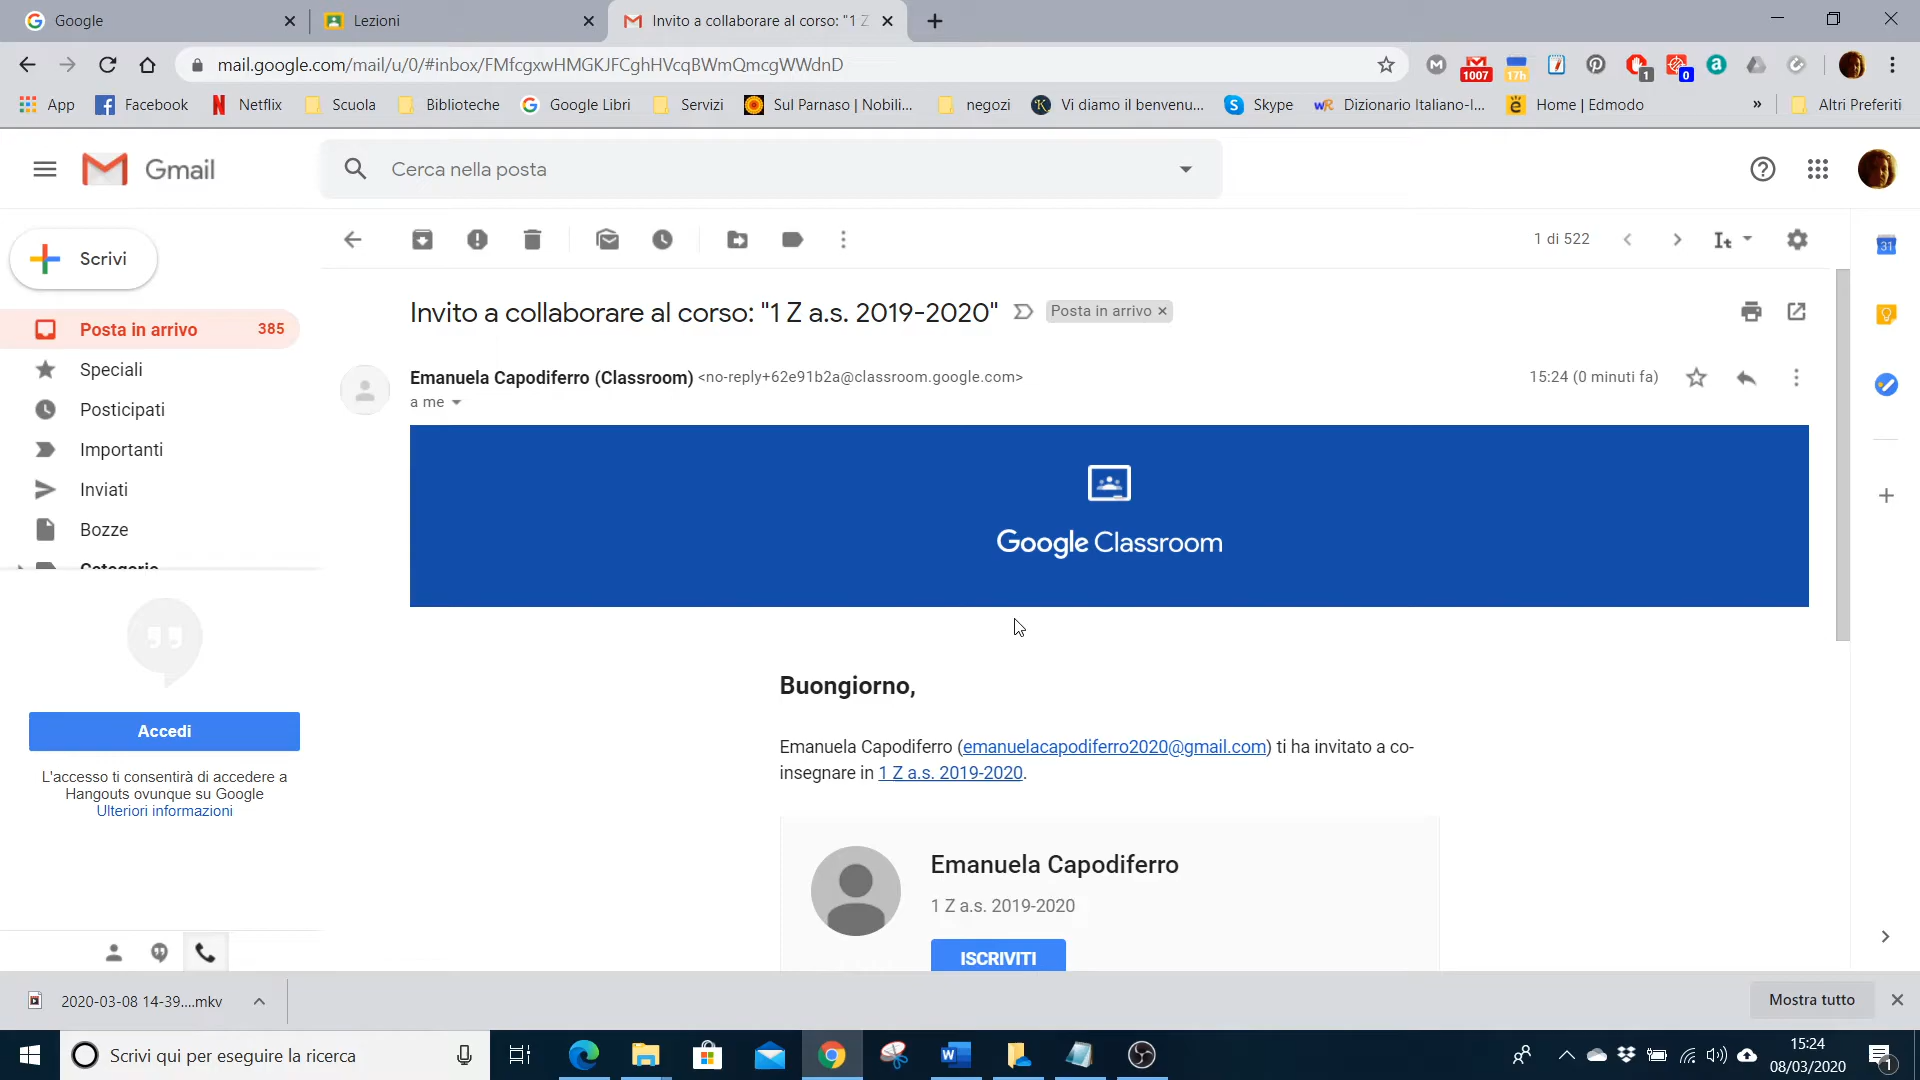 Google
Lezioni
Invito a collaborare al corso: "1 Z
mail.google.com/mail/u/0/#inbox/FMfcgxwHMGKJFCghHVcqBWmQmcgWWdnD
1007
17h
1
0
App
Facebook
Netflix
Scuola
Biblioteche
Google Libri
Servizi
Sul Parnaso | Nobili...
negozi
Vi diamo il benvenu...
Skype
Dizionario Italiano-I...
Home | Edmodo
»
Altri Preferiti
Gmail
Cerca nella posta
Scrivi
1 di 522
31
Posta in arrivo 385
Speciali
Posticipati
Importanti
Inviati
Bozze
Categorie
Invito a collaborare al corso: "1 Z a.s. 2019-2020"
Posta in arrivo
Emanuela Capodiferro (Classroom) <no-reply+62e91b2a@classroom.google.com>
15:24 (0 minuti fa)
a me
Google Classroom
Buongiorno,
Emanuela Capodiferro (emanuelacapodiferro2020@gmail.com) ti ha invitato a co-
insegnare in 1 Z a.s. 2019-2020.
Emanuela Capodiferro
1 Z a.s. 2019-2020
ISCRIVITI
Accedi
L'accesso ti consentirà di accedere a
Hangouts ovunque su Google
Ulteriori informazioni
2020-03-08 14-39....mkv
Mostra tutto
Scrivi qui per eseguire la ricerca
15:24
08/03/2020
1